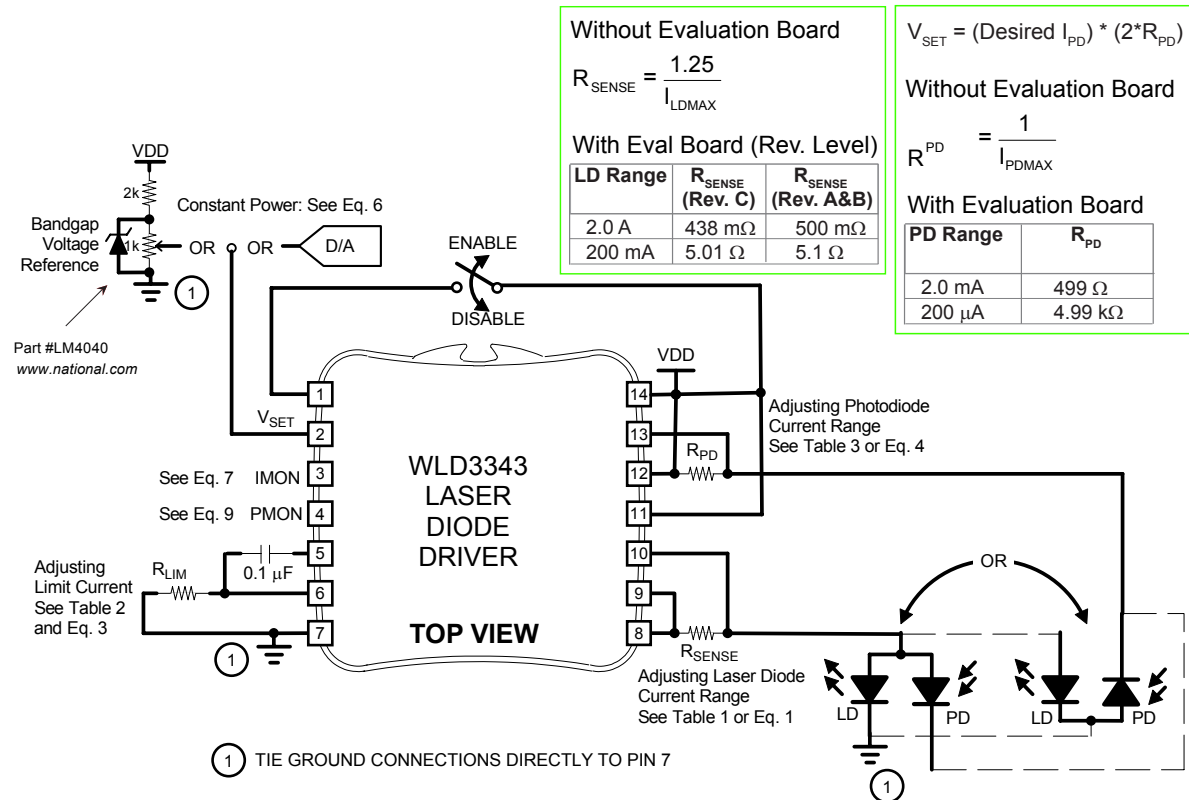 Without Evaluation Board
R_SENSE = 1.25 / I_LDMAX
With Eval Board (Rev. Level)
LD Range R_SENSE (Rev. C) R_SENSE (Rev. A&B)
2.0 A 438 mΩ 500 mΩ
200 mA 5.01 Ω 5.1 Ω
V_SET = (Desired I_PD) * (2*R_PD)
Without Evaluation Board
R^PD = 1 / I_PDMAX
With Evaluation Board
PD Range R_PD
2.0 mA 499 Ω
200 μA 4.99 kΩ
VDD
2k
1k
Bandgap
Voltage
Reference
Constant Power: See Eq. 6
OR OR D/A
1
Part #LM4040
www.national.com
ENABLE
DISABLE
VDD
V_SET
1
2
3
4
5
6
7
14
13
12
11
10
9
8
See Eq. 7 IMON
See Eq. 9 PMON
0.1 μF
R_LIM
Adjusting
Limit Current
See Table 2
and Eq. 3
1
WLD3343
LASER
DIODE
DRIVER
TOP VIEW
R_PD
Adjusting Photodiode
Current Range
See Table 3 or Eq. 4
R_SENSE
Adjusting Laser Diode
Current Range
See Table 1 or Eq. 1
OR
LD PD LD PD
1
1 TIE GROUND CONNECTIONS DIRECTLY TO PIN 7